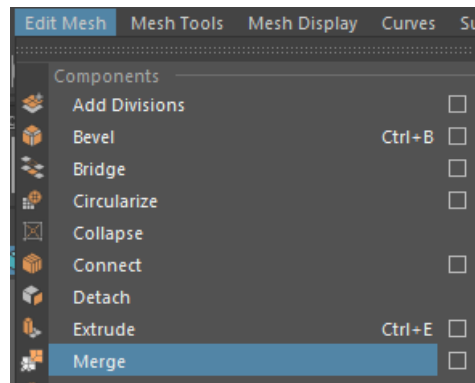 Edit Mesh Mesh Tools Mesh Display Curves
Components
Add Divisions
Bevel Ctrl+B
Bridge
Circularize
Collapse
Connect
Detach
Extrude Ctrl+E
Merge